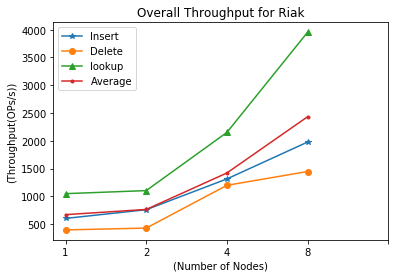 Overall Throughput for Riak
(Throughput(OPs/s))
4000
3500
3000
2500
2000
1500
1000
500
Insert
Delete
lookup
Average
1 2 4 8
(Number of Nodes)